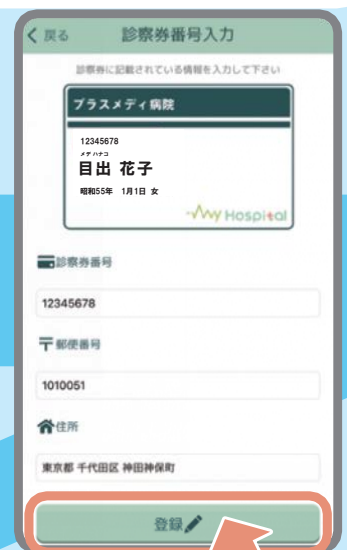 戻る 診察券番号入力
診察券に記載されている情報を入力して下さい
プラスメディ病院
12345678
メデ ハナコ
目出 花子
昭和55年 1月1日 女
My Hospital
診察券番号
12345678
〒郵便番号
1010051
住所
東京都 千代田区 神田神保町
登録